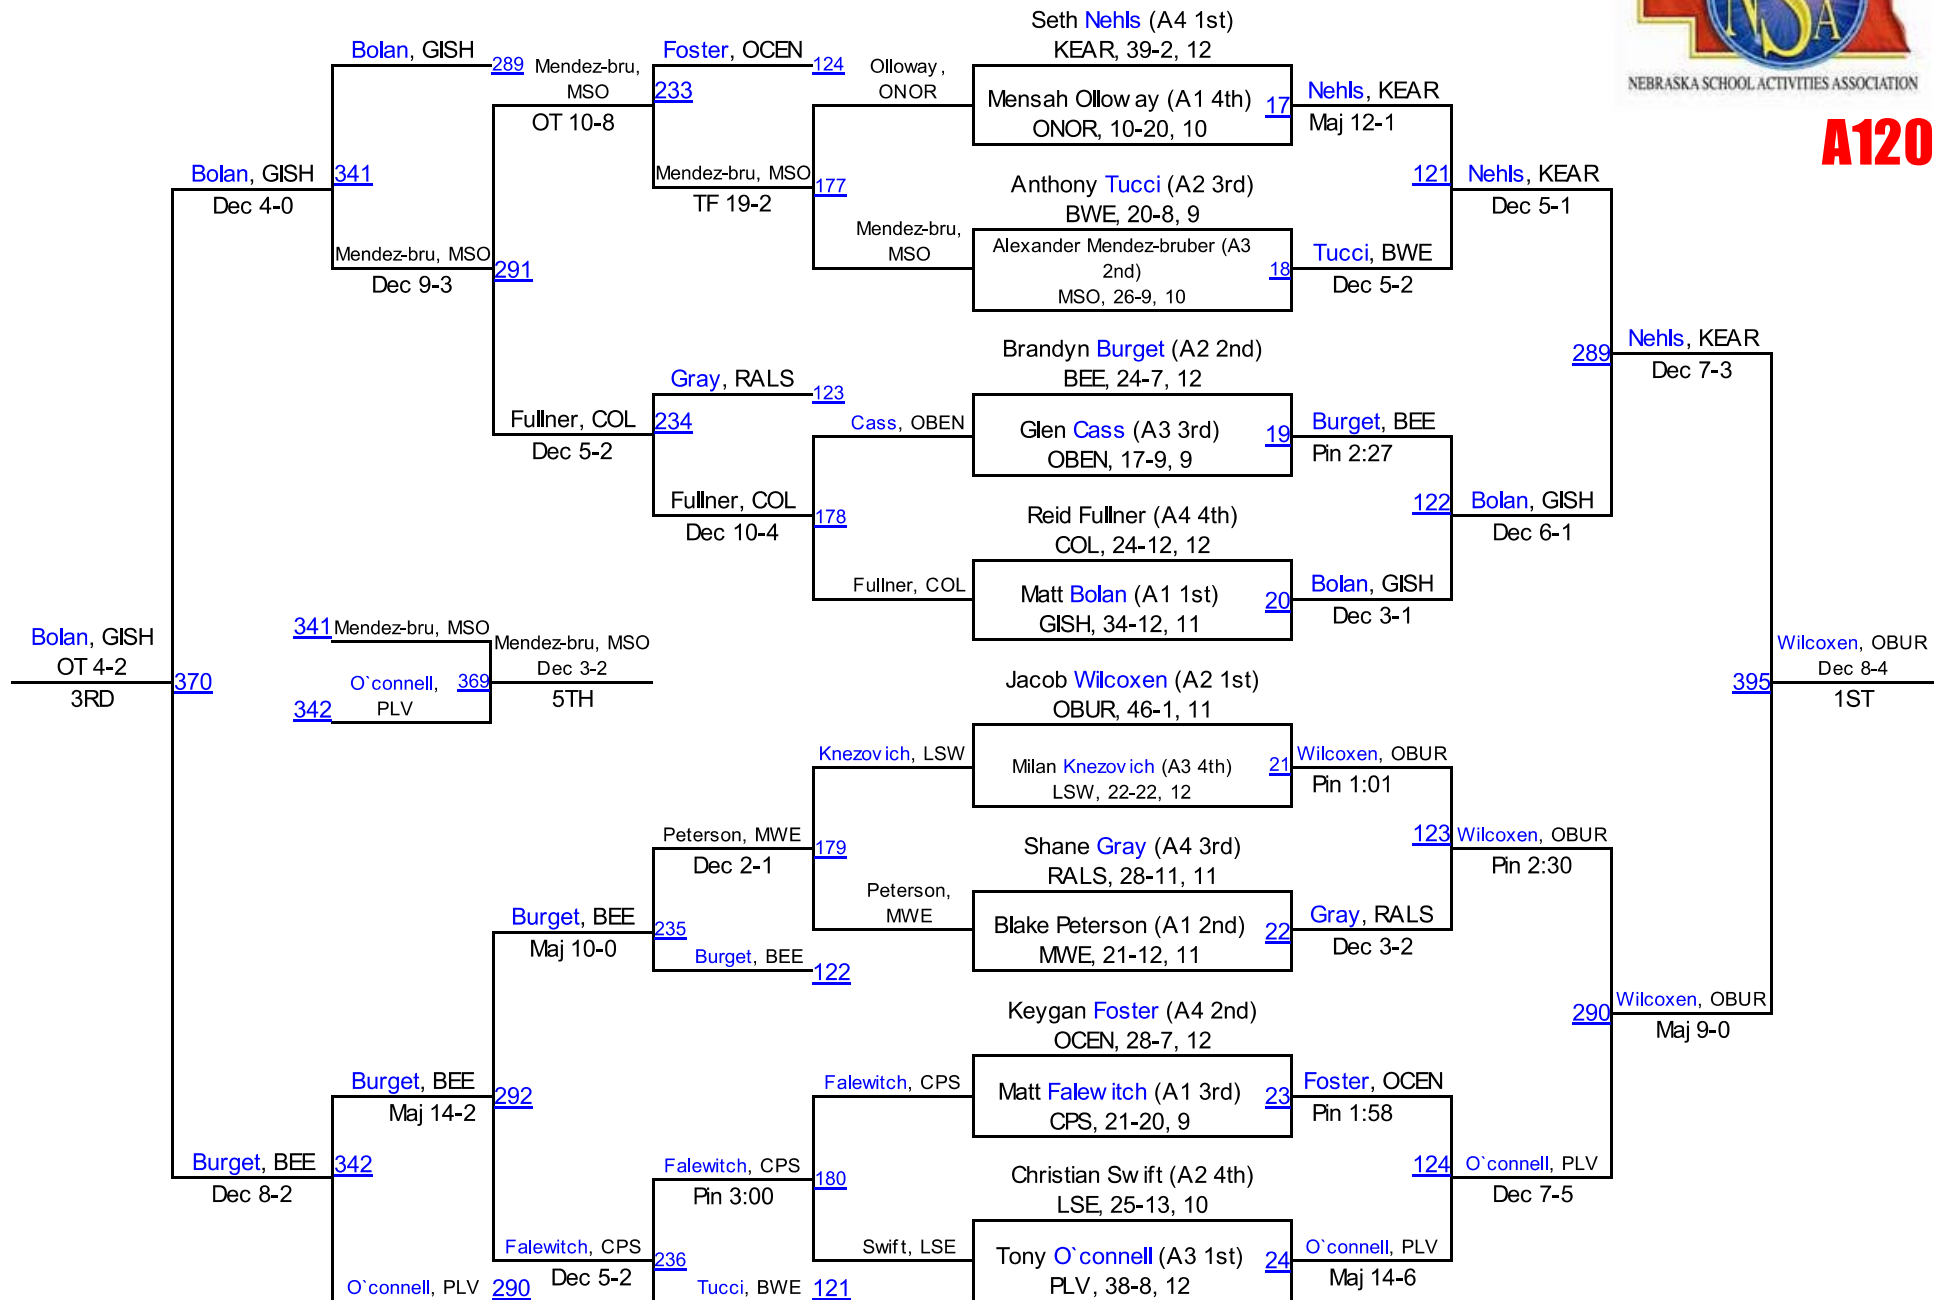 NSA
NEBRASKA SCHOOL ACTIVITIES ASSOCIATION
A120
Seth Nehls (A4 1st)
KEAR, 39-2, 12
Mensah Olloway (A1 4th)
ONOR, 10-20, 10
17
Anthony Tucci (A2 3rd)
BWE, 20-8, 9
Alexander Mendez-bruber (A3
2nd)
MSO, 26-9, 10
18
Brandyn Burget (A2 2nd)
BEE, 24-7, 12
Glen Cass (A3 3rd)
OBEN, 17-9, 9
19
Reid Fullner (A4 4th)
COL, 24-12, 12
Matt Bolan (A1 1st)
GISH, 34-12, 11
20
Jacob Wilcoxen (A2 1st)
OBUR, 46-1, 11
Milan Knezovich (A3 4th)
LSW, 22-22, 12
21
Shane Gray (A4 3rd)
RALS, 28-11, 11
Blake Peterson (A1 2nd)
MWE, 21-12, 11
22
Keygan Foster (A4 2nd)
OCEN, 28-7, 12
Matt Falewitch (A1 3rd)
CPS, 21-20, 9
23
Christian Swift (A2 4th)
LSE, 25-13, 10
Tony O`connell (A3 1st)
PLV, 38-8, 12
24
Nehls, KEAR
Maj 12-1
121
Tucci, BWE
Dec 5-2
Burget, BEE
Pin 2:27
122
Bolan, GISH
Dec 3-1
Wilcoxen, OBUR
Pin 1:01
123
Gray, RALS
Dec 3-2
Foster, OCEN
Pin 1:58
124
O`connell, PLV
Maj 14-6
Nehls, KEAR
Dec 5-1
289
Bolan, GISH
Dec 6-1
Wilcoxen, OBUR
Pin 2:30
290
O`connell, PLV
Dec 7-5
Nehls, KEAR
Dec 7-3
395
Wilcoxen, OBUR
Maj 9-0
Wilcoxen, OBUR
Dec 8-4
1ST
Olloway,
ONOR
177
Mendez-bru,
MSO
Cass, OBEN
178
Fullner, COL
Knezovich, LSW
179
Peterson,
MWE
Falewitch, CPS
180
Swift, LSE
Foster, OCEN
124
233
Mendez-bru, MSO
TF 19-2
Gray, RALS
123
234
Fullner, COL
Dec 10-4
Peterson, MWE
Dec 2-1
235
Burget, BEE
122
Falewitch, CPS
Pin 3:00
236
Tucci, BWE
121
Mendez-bru,
MSO
OT 10-8
291
Fullner, COL
Dec 5-2
Burget, BEE
Maj 10-0
292
Falewitch, CPS
Dec 5-2
Bolan, GISH
289
341
Mendez-bru, MSO
Dec 9-3
Burget, BEE
Maj 14-2
342
O`connell, PLV
290
Bolan, GISH
Dec 4-0
370
Burget, BEE
Dec 8-2
Bolan, GISH
OT 4-2
3RD
341
Mendez-bru, MSO
342
O`connell,
PLV
369
Mendez-bru, MSO
Dec 3-2
5TH